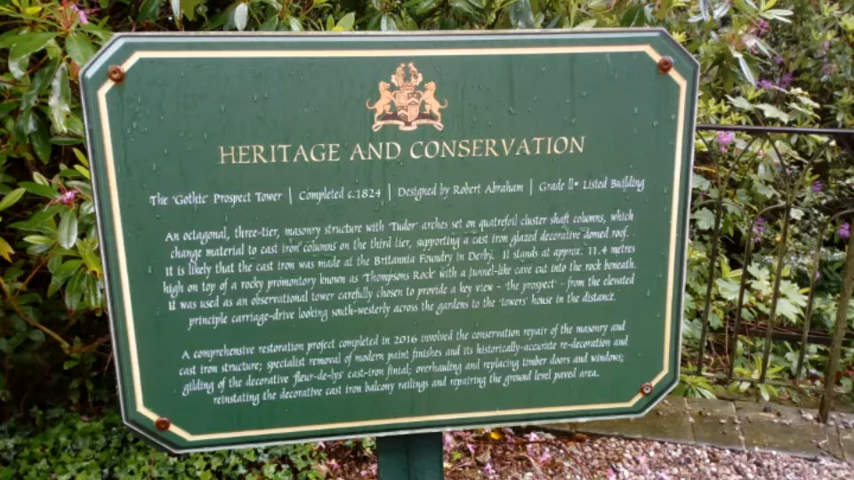 HERITAGE AND CONSERVATION
The 'Gothic' Prospect Tower | Completed c.1824 | Designed by Robert Abraham | Grade II* Listed Building
An octagonal, three-tier, masonry structure with 'Tudor' arches set on quatrefoil cluster shaft columns, which
change material to cast iron columns on the third tier, supporting a cast iron glazed decorative domed roof.
It is likely that the cast iron was made at the Britannia Foundry in Derby. It stands at approx. 11.4 metres
high on top of a rocky promontory known as 'Thompsons Rock' with a tunnel-like cave cut into the rock beneath.
It was used as an observational tower carefully chosen to provide a key view - 'the prospect' - from the elevated
principle carriage-drive looking south-westerly across the gardens to the 'towers' house in the distance.
A comprehensive restoration project completed in 2016 involved the conservation repair of the masonry and
cast iron structure; specialist removal of modern paint finishes and its historically-accurate re-decoration and
gilding of the decorative 'fleur-de-lys' cast-iron finial; overhauling and replacing timber doors and windows;
reinstating the decorative cast iron balcony railings and repairing the ground level paved area.